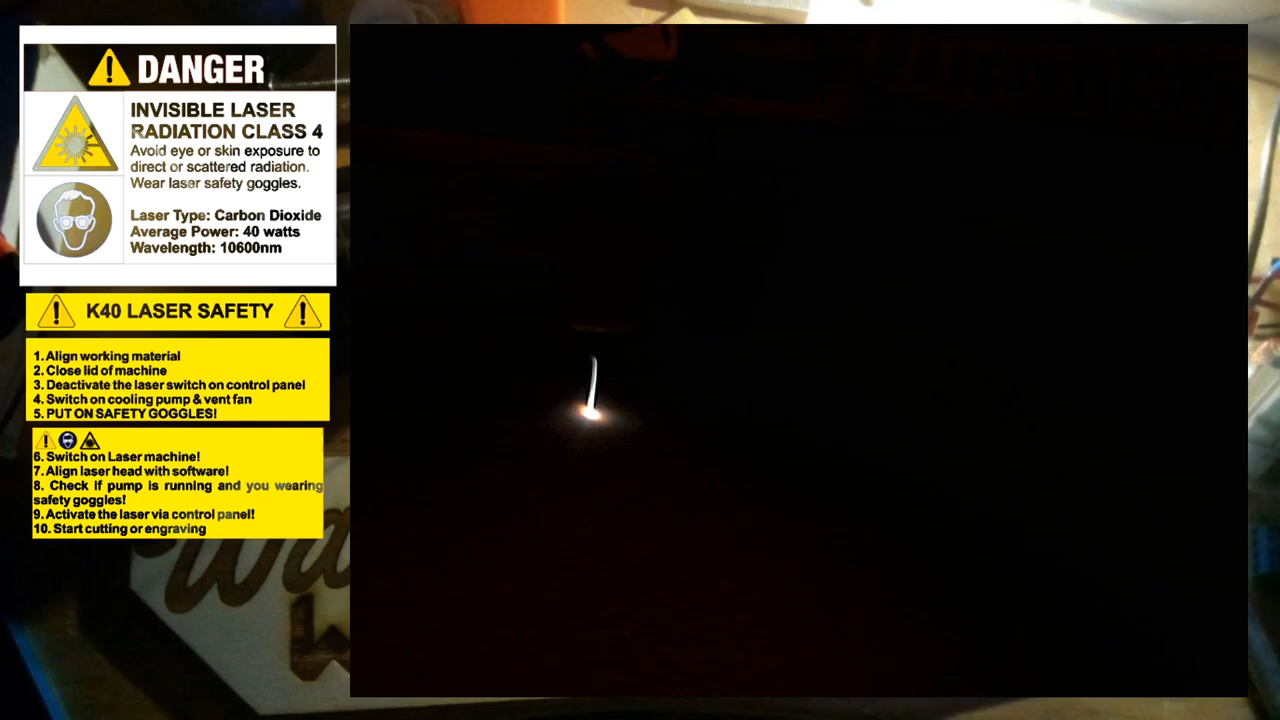 DANGER
INVISIBLE LASER
RADIATION CLASS 4
Avoid eye or skin exposure to
direct or scattered radiation.
Wear laser safety goggles.
Laser Type: Carbon Dioxide
Average Power: 40 watts
Wavelength: 10600nm
K40 LASER SAFETY
1. Align working material
2. Close lid of machine
3. Deactivate the laser switch on control panel
4. Switch on cooling pump & vent fan
5. PUT ON SAFETY GOGGLES!
6. Switch on Laser machine!
7. Align laser head with software!
8. Check if pump is running and you wearing
safety goggles!
9. Activate the laser via control panel!
10. Start cutting or engraving